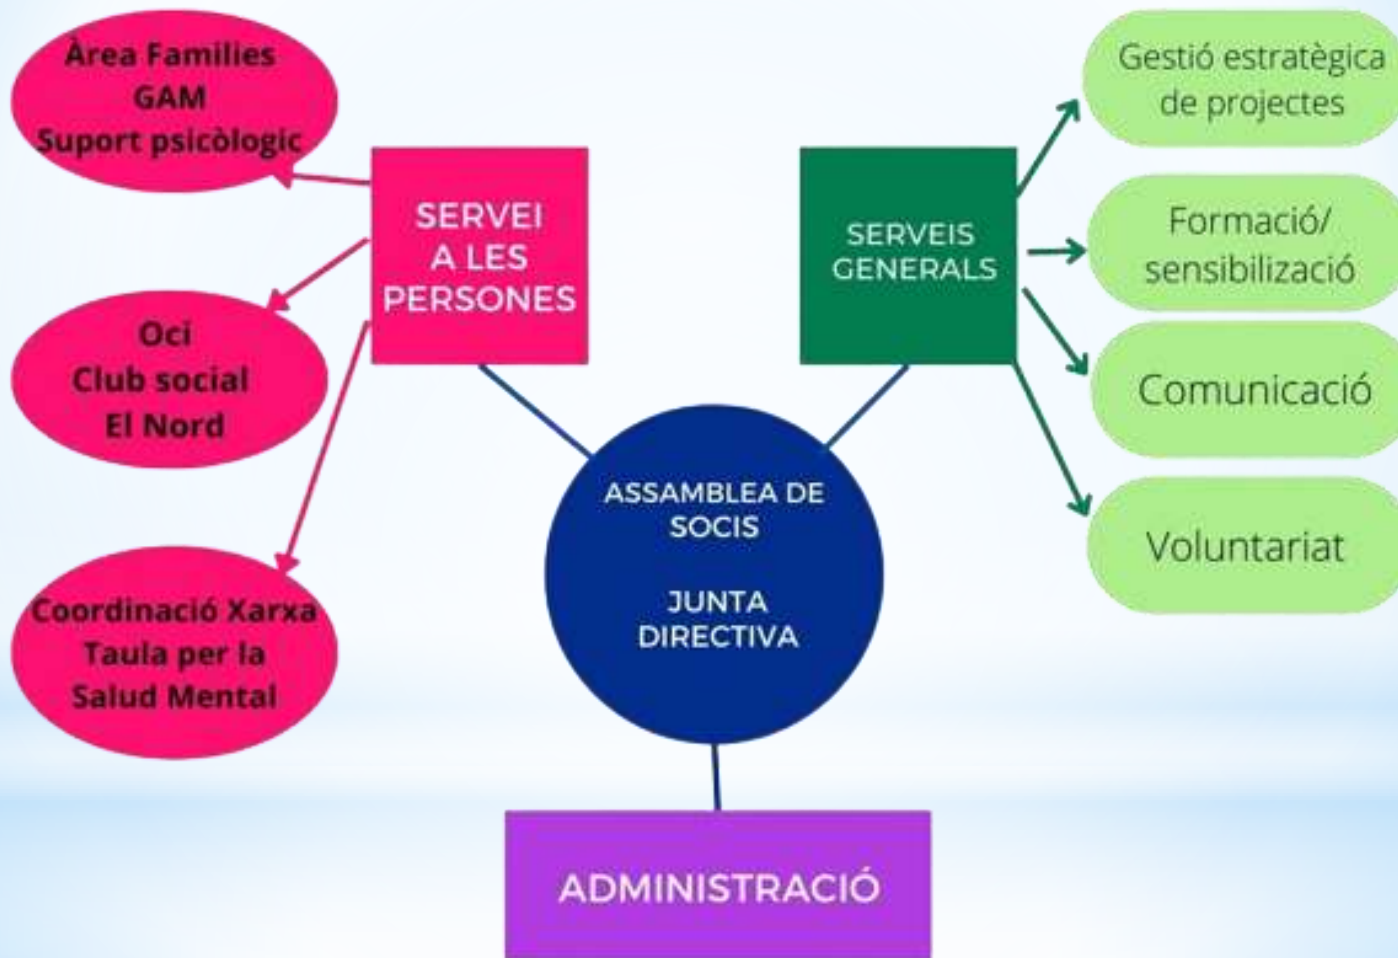 Àrea Families
GAM
Suport psicòlogic
SERVEI
A LES
PERSONES
Oci
Club social
El Nord
Coordinació Xarxa
Taula per la
Salud Mental
SERVEIS
GENERALS
Gestió estratègica
de projectes
Formació/
sensibilizació
Comunicació
Voluntariat
ASSAMBLEA DE
SOCIS
JUNTA
DIRECTIVA
ADMINISTRACIÓ